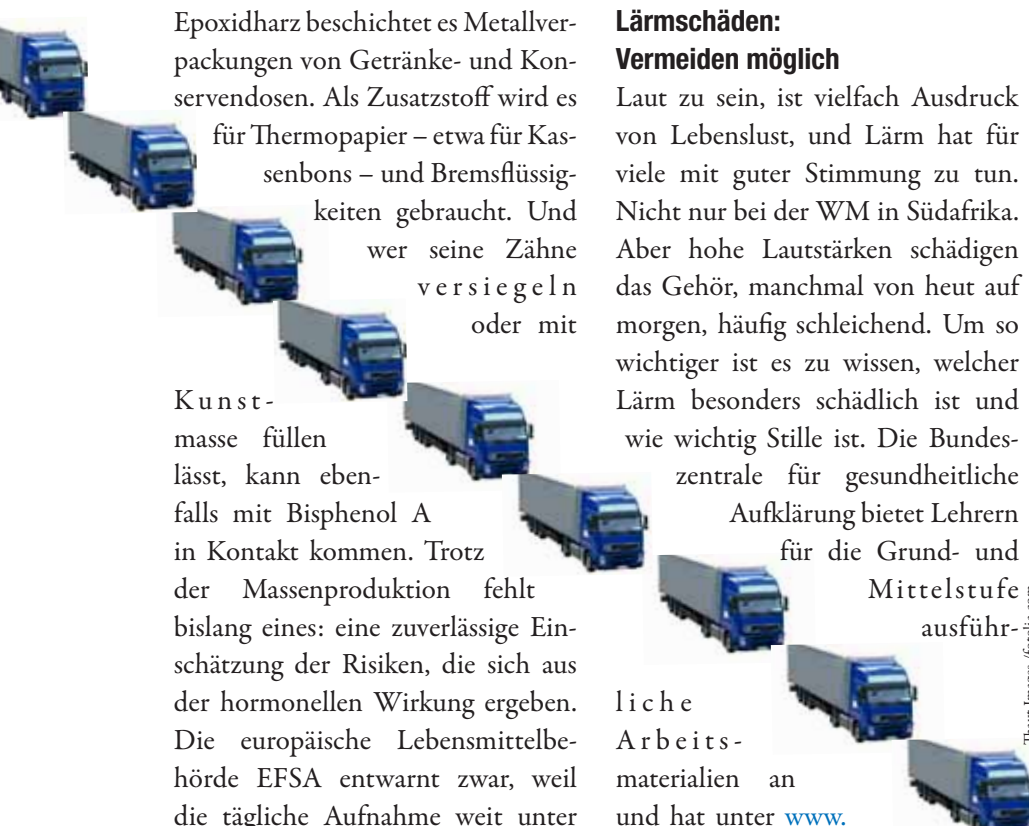 Epoxidharz beschichtet es Metallver-
packungen von Getränke- und Kon-
servendosen. Als Zusatzstoff wird es
für Thermopapier – etwa für Kas-
senbons – und Bremsflüssig-
keiten gebraucht. Und
wer seine Zähne
versiegeln
oder mit
Kunst-
masse füllen
lässt, kann eben-
falls mit Bisphenol A
in Kontakt kommen. Trotz
der Massenproduktion fehlt
bislang eines: eine zuverlässige Ein-
schätzung der Risiken, die sich aus
der hormonellen Wirkung ergeben.
Die europäische Lebensmittelbe-
hörde EFSA entwarnt zwar, weil
die tägliche Aufnahme weit unter
Lärmschäden:
Vermeiden möglich
Laut zu sein, ist vielfach Ausdruck
von Lebenslust, und Lärm hat für
viele mit guter Stimmung zu tun.
Nicht nur bei der WM in Südafrika.
Aber hohe Lautstärken schädigen
das Gehör, manchmal von heut auf
morgen, häufig schleichend. Um so
wichtiger ist es zu wissen, welcher
Lärm besonders schädlich ist und
wie wichtig Stille ist. Die Bundes-
zentrale für gesundheitliche
Aufklärung bietet Lehrern
für die Grund- und
Mittelstufe
ausführ-
liche
Arbeits-
materialien an
und hat unter www.